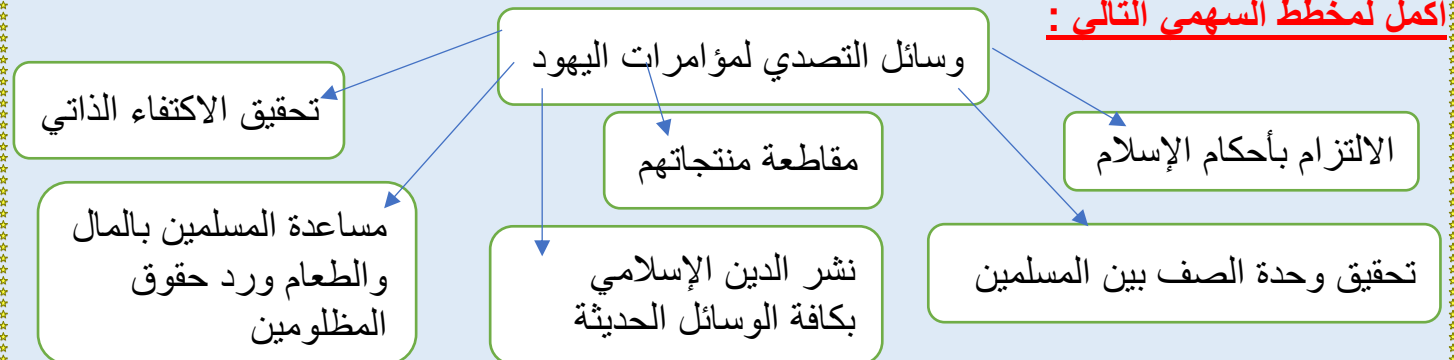 اكمل لمخطط السهمي التالي :
وسائل التصدي لمؤامرات اليهود
الالتزام بأحكام الإسلام
مقاطعة منتجاتهم
تحقيق الاكتفاء الذاتي
تحقيق وحدة الصف بين المسلمين
نشر الدين الإسلامي
بكافة الوسائل الحديثة
مساعدة المسلمين بالمال
والطعام ورد حقوق
المظلومين